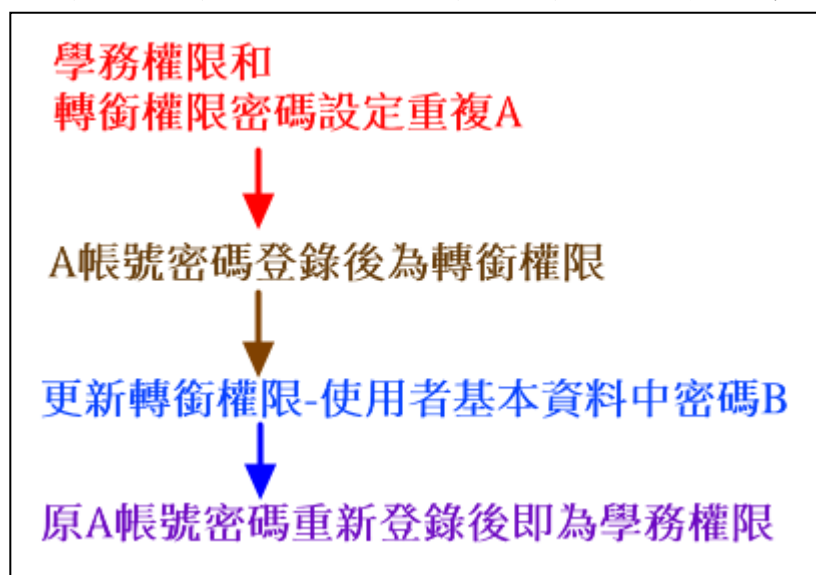 學務權限和
轉銜權限密碼設定重複A
A帳號密碼登錄後為轉銜權限
更新轉銜權限-使用者基本資料中密碼B
原A帳號密碼重新登錄後即為學務權限